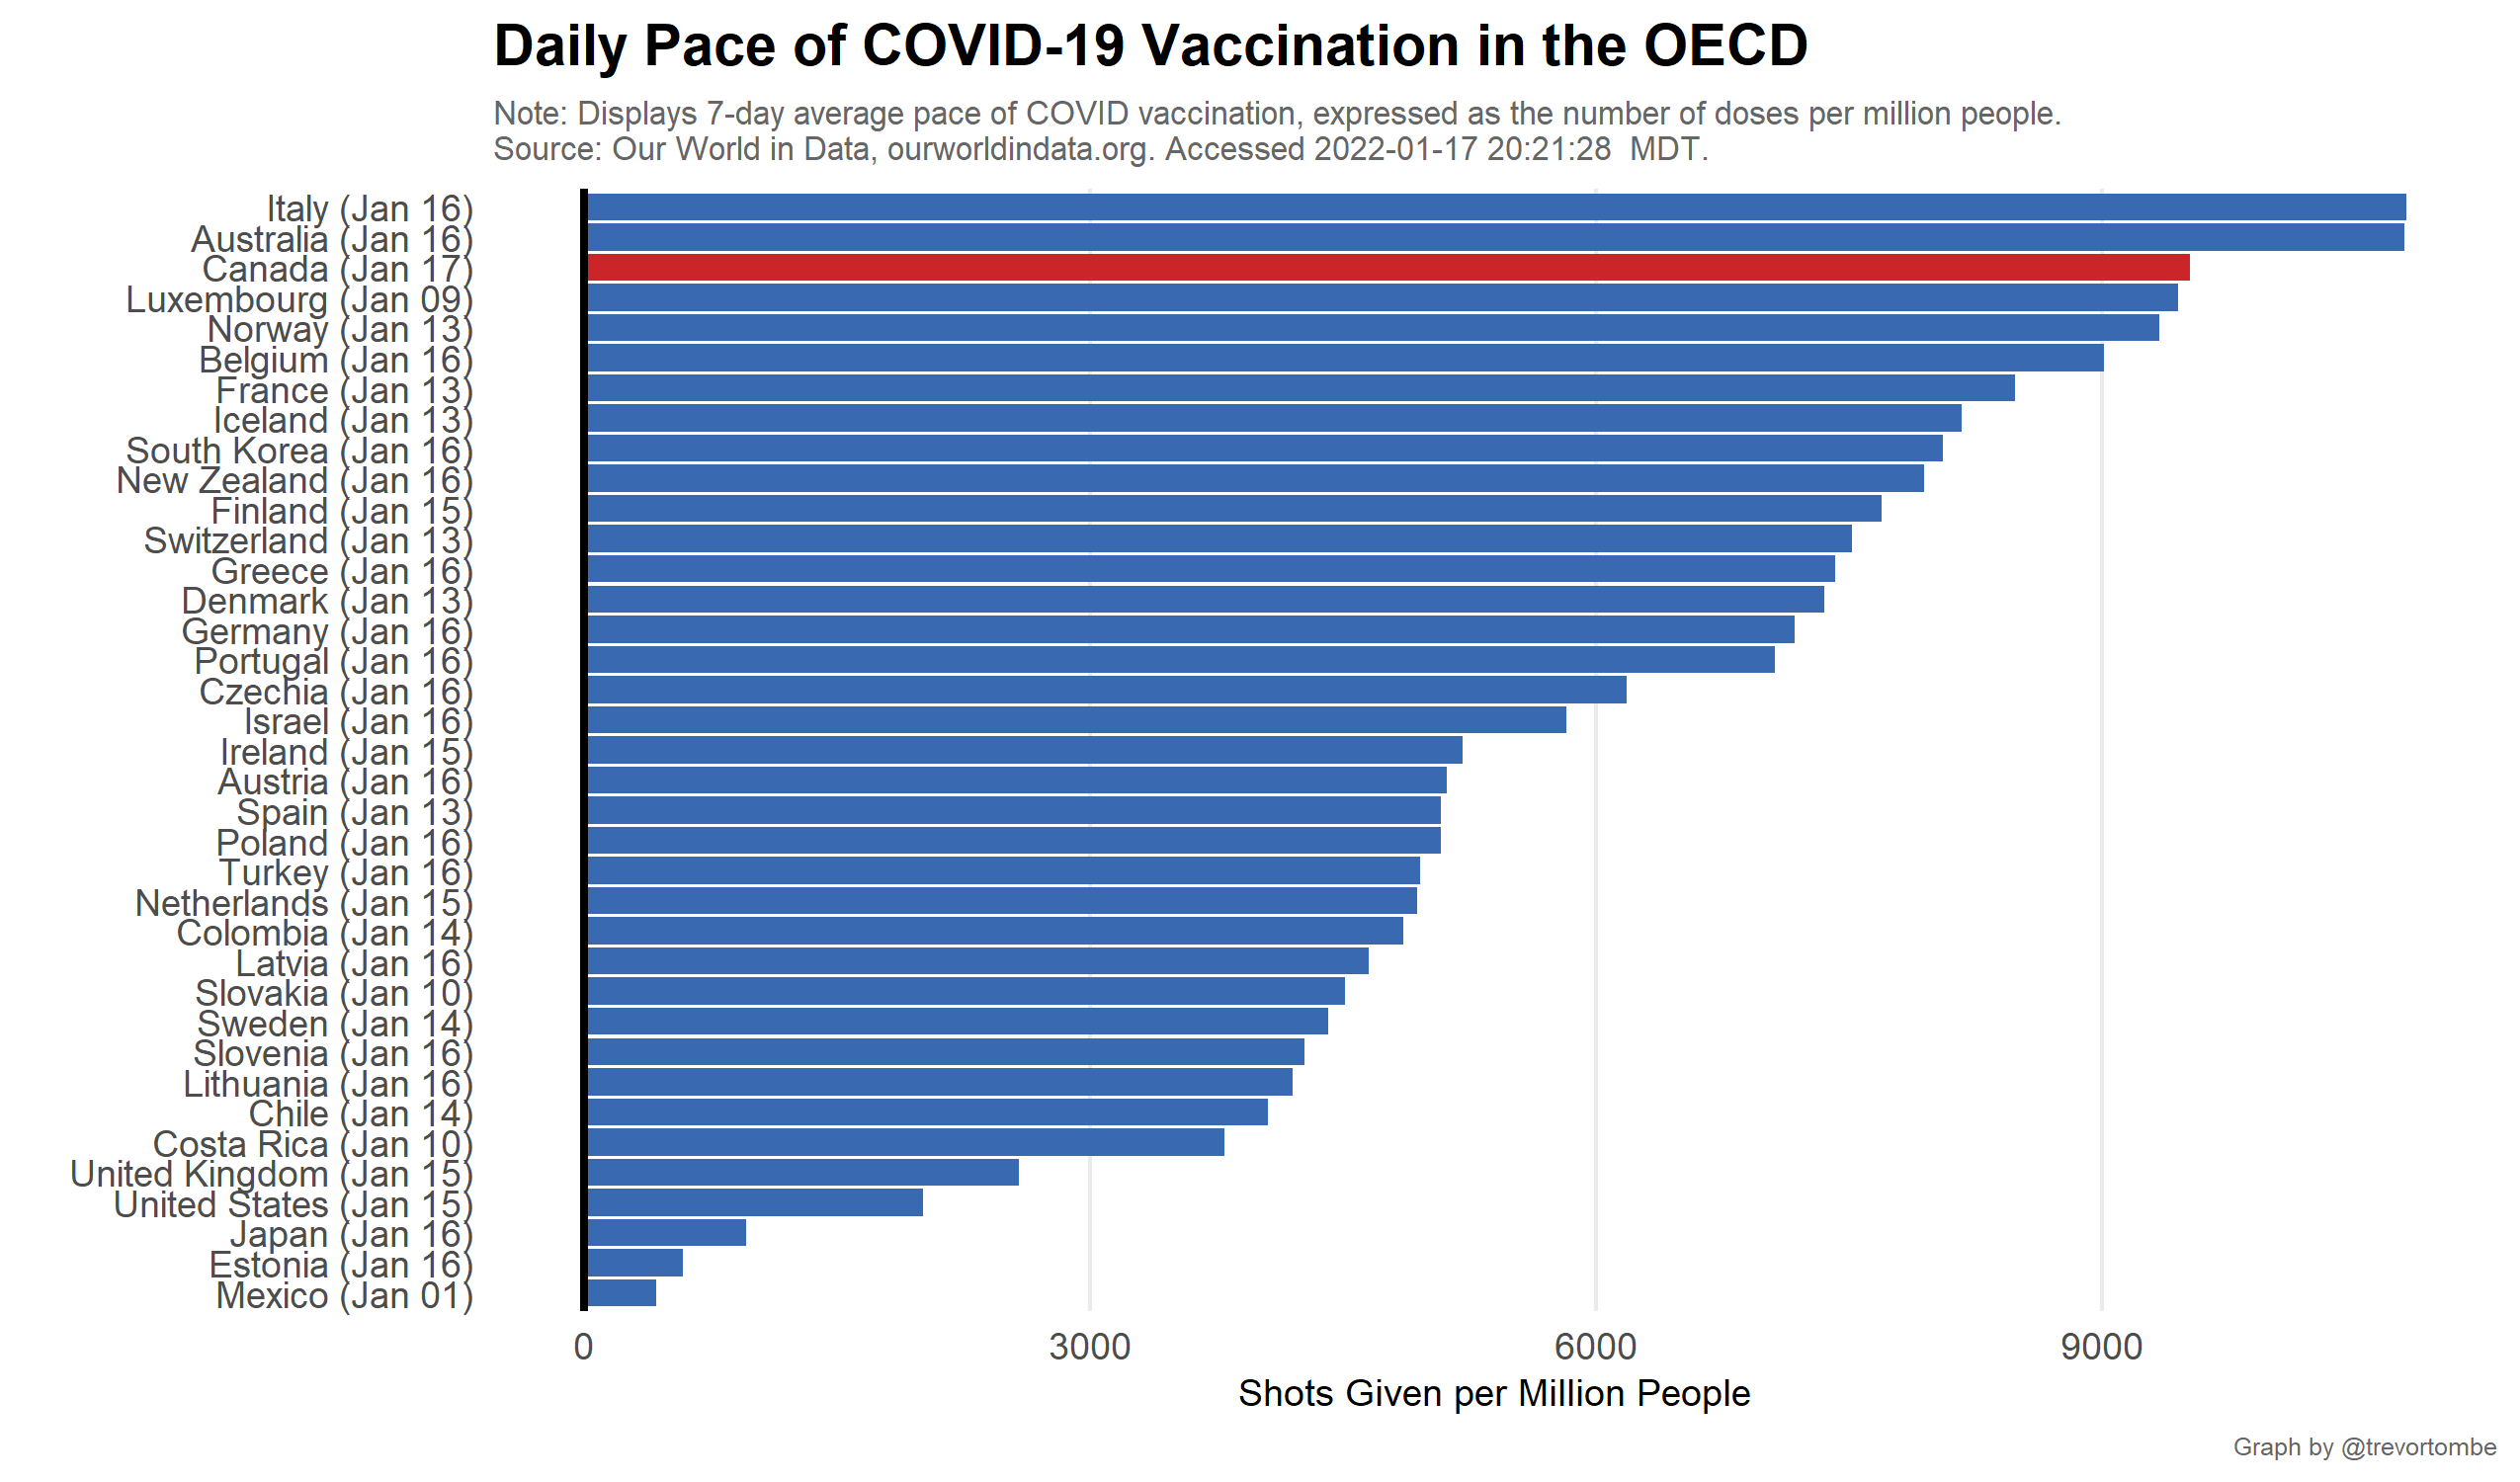 Daily Pace of COVID-19 Vaccination in the OECD
Note: Displays 7-day average pace of COVID vaccination, expressed as the number of doses per million people.
Source: Our World in Data, ourworldindata.org. Accessed 2022-01-17 20:21:28  MDT.
Italy (Jan 16)
Australia (Jan 16)
Canada (Jan 17)
Luxembourg (Jan 09)
Norway (Jan 13)
Belgium (Jan 16)
France (Jan 13)
Iceland (Jan 13)
South Korea (Jan 16)
New Zealand (Jan 16)
Finland (Jan 15)
Switzerland (Jan 13)
Greece (Jan 16)
Denmark (Jan 13)
Germany (Jan 16)
Portugal (Jan 16)
Czechia (Jan 16)
Israel (Jan 16)
Ireland (Jan 15)
Austria (Jan 16)
Spain (Jan 13)
Poland (Jan 16)
Turkey (Jan 16)
Netherlands (Jan 15)
Colombia (Jan 14)
Latvia (Jan 16)
Slovakia (Jan 10)
Sweden (Jan 14)
Slovenia (Jan 16)
Lithuania (Jan 16)
Chile (Jan 14)
Costa Rica (Jan 10)
United Kingdom (Jan 15)
United States (Jan 15)
Japan (Jan 16)
Estonia (Jan 16)
Mexico (Jan 01)
0 3000 6000 9000
Shots Given per Million People
Graph by @trevortombe